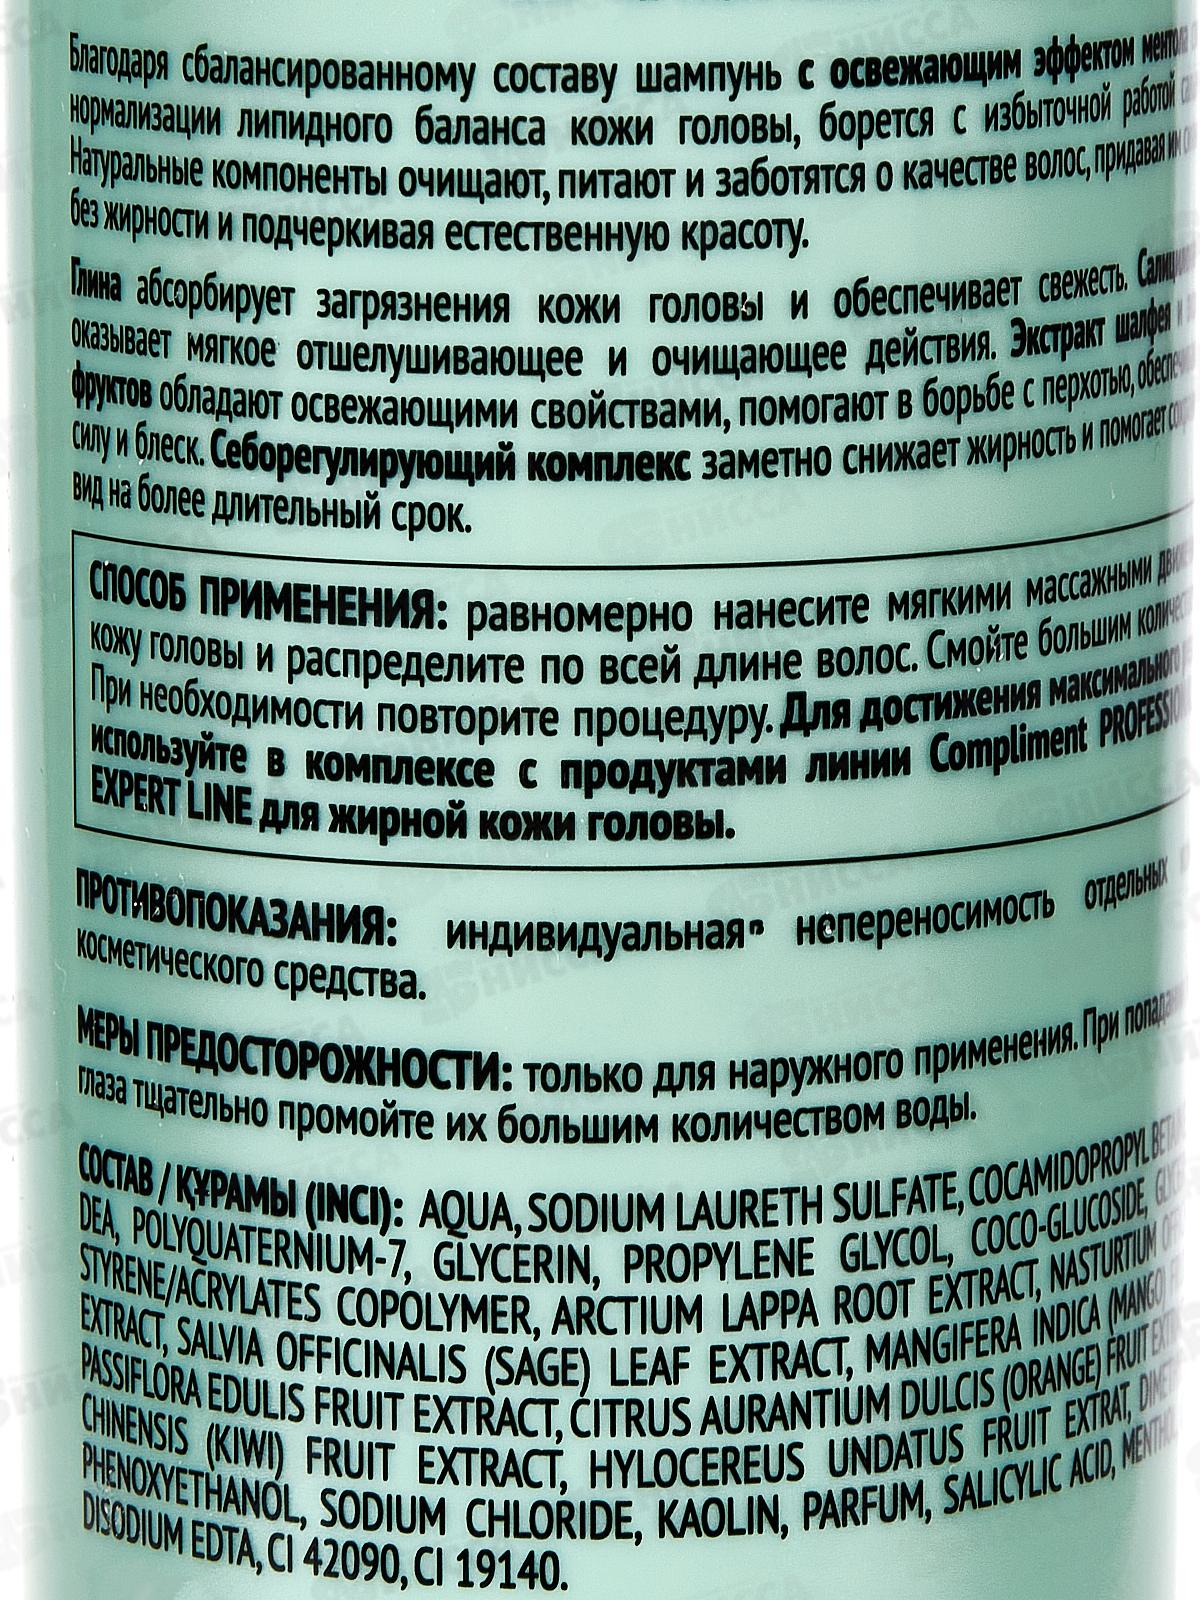 Благодаря сбалансированному составу шампунь с освежающим эффектом
нормализации липидного баланса кожи головы, борется с избыточной работой
Натуральные компоненты очищают, питают и заботятся о качестве волос, придавая им
без жирности и подчеркивая естественную красоту.
Глина абсорбирует загрязнения кожи головы и обеспечивает свежесть.
оказывает мягкое отшелушивающее и очищающее действия. Экстракт шалфея и
фруктов обладают освежающими свойствами, помогают в борьбе с перхотью,
силу и блеск. Себорегулирующий комплекс заметно снижает жирность и помогает
вид на более длительный срок.
СПОСОБ ПРИМЕНЕНИЯ: равномерно нанесите мягкими массажными
кожу головы и распределите по всей длине волос. Смойте большим
При необходимости повторите процедуру. Для достижения максимального
используйте в комплексе с продуктами линии Compliment
EXPERT LINE для жирной кожи головы.
ПРОТИВОПОКАЗАНИЯ: индивидуальная непереносимость отдельных
косметического средства.
МЕРЫ ПРЕДОСТОРОЖНОСТИ: только для наружного применения. При
глаза тщательно промойте их большим количеством воды.
СОСТАВ / ҚҰРАМЫ (INCI): AQUA, SODIUM LAURETH SULFATE, COCAMIDOPROPYL
DEA, POLYQUATERNIUM-7, GLYCERIN, PROPYLENE GLYCOL, COCO-GLUCOSIDE,
STYRENE/ACRYLATES COPOLYMER, ARCTIUM LAPPA ROOT EXTRACT, NASTURTIUM
EXTRACT, SALVIA OFFICINALIS (SAGE) LEAF EXTRACT, MANGIFERA INDICA (MANGO)
PASSIFLORA EDULIS FRUIT EXTRACT, CITRUS AURANTIUM DULCIS (ORANGE) FRUIT
CHINENSIS (KIWI) FRUIT EXTRACT, HYLOCEREUS UNDATUS FRUIT EXTRAT,
PHENOXYETHANOL, SODIUM CHLORIDE, KAOLIN, PARFUM, SALICYLIC ACID,
DISODIUM EDTA, CI 42090, CI 19140.